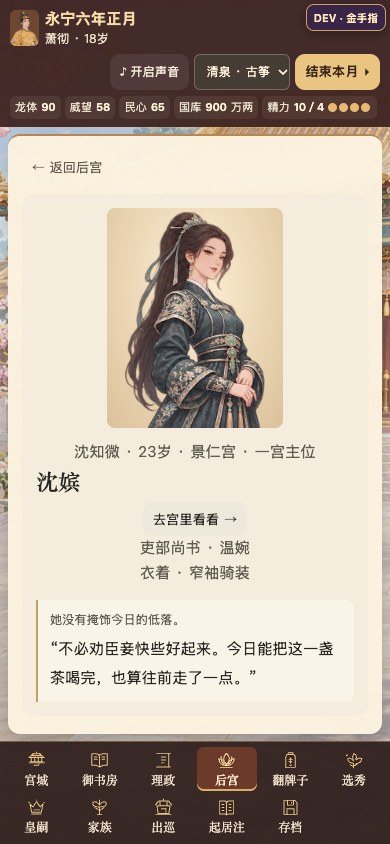 永宁六年正月
萧彻 · 18岁
DEV · 金手指
♪ 开启声音
清泉 · 古筝
结束本月
龙体 90
威望 58
民心 65
国库 900 万两
精力 10 / 4
← 返回后宫
沈知微 · 23岁 · 景仁宫 · 一宫主位
沈嫔
去宫里看看 →
吏部尚书 · 温婉
衣着 · 窄袖骑装
她没有掩饰今日的低落。
“不必劝臣妾快些好起来。今日能把这一盏
茶喝完，也算往前走了一点。”
宫城
御书房
理政
后宫
翻牌子
选秀
皇嗣
家族
出巡
起居注
存档